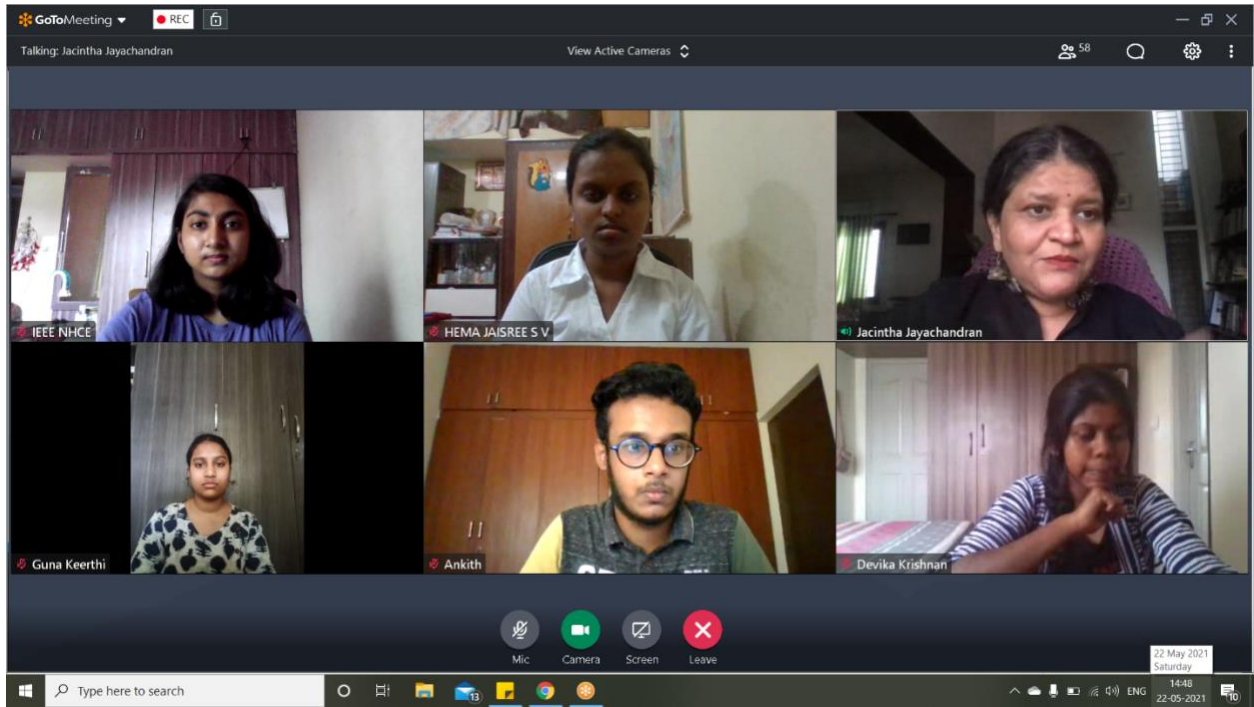 GoToMeeting
REC
Talking: Jacintha Jayachandran
View Active Cameras
58
IEEE NHCE
HEMA JAISREE S V
Jacintha Jayachandran
Guna Keerthi
Ankith
Devika Krishnan
Mic
Camera
Screen
Leave
22 May 2021
Saturday
Type here to search
13
ENG
14:48
22-05-2021
10